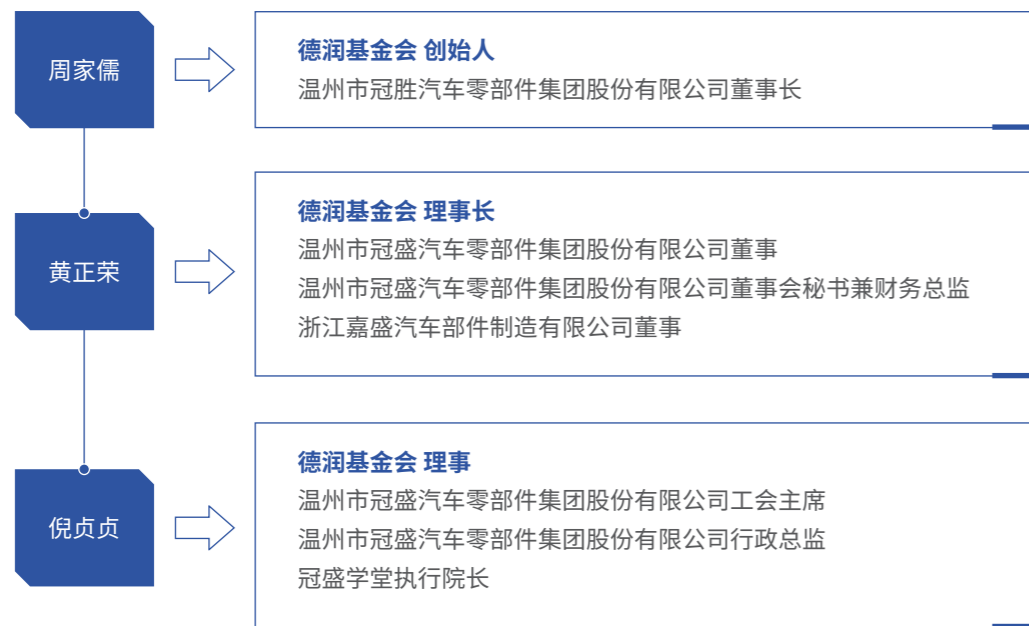 周家儒
德润基金会 创始人
温州市冠胜汽车零部件集团股份有限公司董事长
黄正荣
德润基金会 理事长
温州市冠盛汽车零部件集团股份有限公司董事
温州市冠盛汽车零部件集团股份有限公司董事会秘书兼财务总监
浙江嘉盛汽车部件制造有限公司董事
倪贞贞
德润基金会 理事
温州市冠盛汽车零部件集团股份有限公司工会主席
温州市冠盛汽车零部件集团股份有限公司行政总监
冠盛学堂执行院长